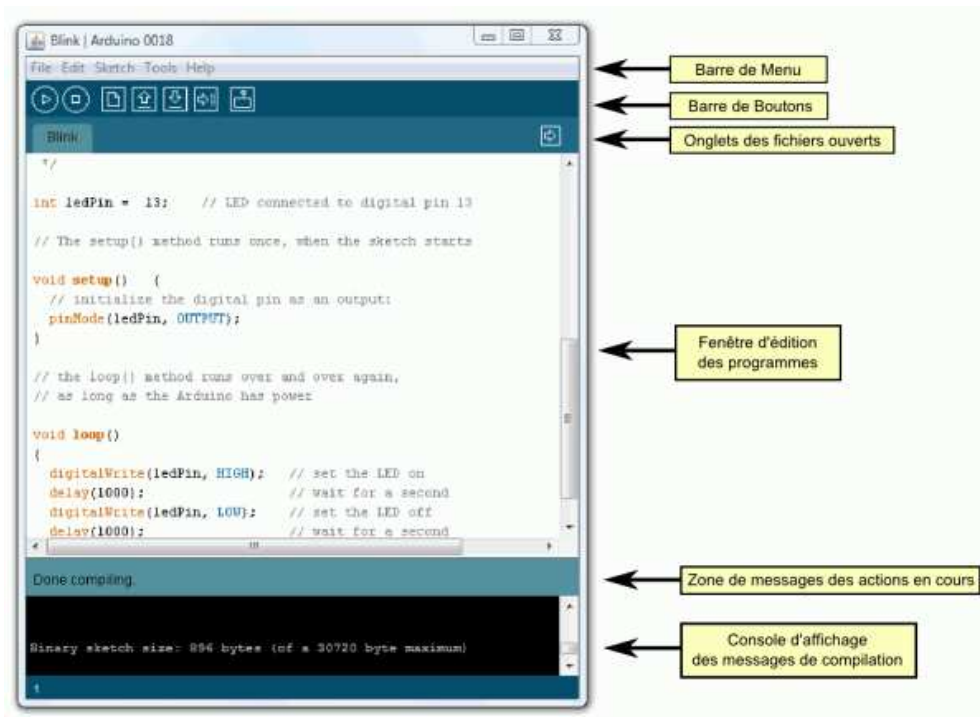 Blink | Arduino 0018
File Edit Sketch Tools Help
Barre de Menu
Barre de Boutons
Blink
Onglets des fichiers ouverts
*/
int ledPin = 13; // LED connected to digital pin 13
// The setup() method runs once, when the sketch starts
void setup() {
// initialize the digital pin as an output:
pinMode(ledPin, OUTPUT);
}
Fenêtre d'édition
des programmes
// the loop() method runs over and over again,
// as long as the Arduino has power
void loop()
{
digitalWrite(ledPin, HIGH); // set the LED on
delay(1000); // wait for a second
digitalWrite(ledPin, LOW); // set the LED off
delay(1000); // wait for a second
Done compiling.
Zone de messages des actions en cours
Binary sketch size: 896 bytes (of a 30720 byte maximum)
Console d'affichage
des messages de compilation
1